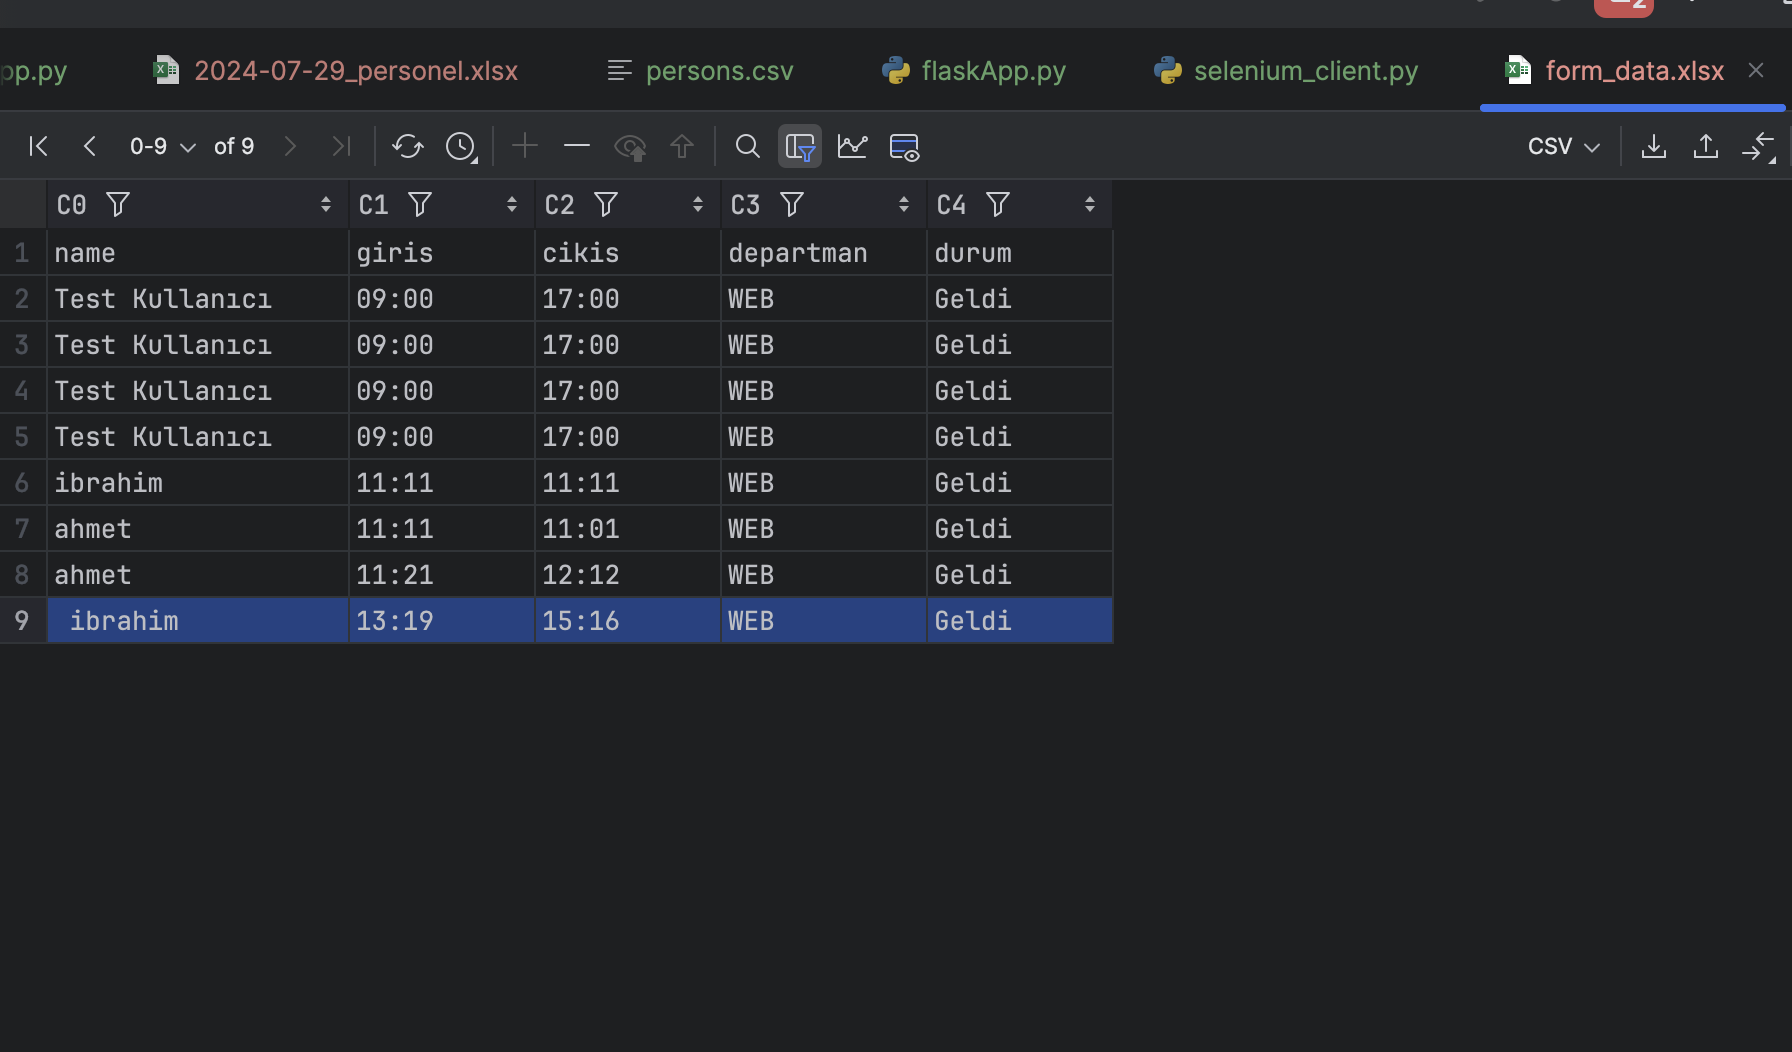 2
pp.py 2024-07-29_personel.xlsx persons.csv flaskApp.py selenium_client.py form_data.xlsx
0-9 of 9 CSV
C0 C1 C2 C3 C4
1 name giris cikis departman durum
2 Test Kullanıcı 09:00 17:00 WEB Geldi
3 Test Kullanıcı 09:00 17:00 WEB Geldi
4 Test Kullanıcı 09:00 17:00 WEB Geldi
5 Test Kullanıcı 09:00 17:00 WEB Geldi
6 ibrahim 11:11 11:11 WEB Geldi
7 ahmet 11:11 11:01 WEB Geldi
8 ahmet 11:21 12:12 WEB Geldi
9 ibrahim 13:19 15:16 WEB Geldi